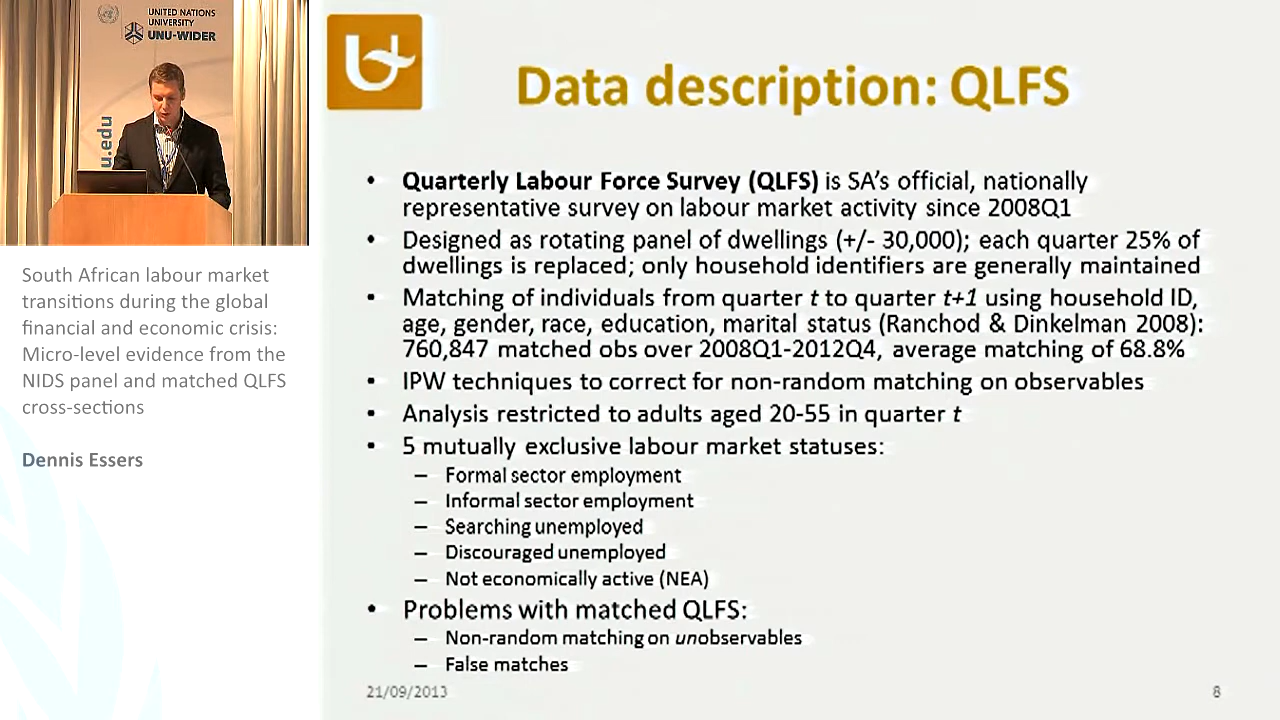 UNITED NATIONS
UNIVERSITY
UNU-WIDER
u.edu
South African labour market
transitions during the global
financial and economic crisis:
Micro-level evidence from the
NIDS panel and matched QLFS
cross-sections
Dennis Essers
Data description: QLFS
• Quarterly Labour Force Survey (QLFS) is SA's official, nationally
representative survey on labour market activity since 2008Q1
• Designed as rotating panel of dwellings (+/- 30,000); each quarter 25% of
dwellings is replaced; only household identifiers are generally maintained
• Matching of individuals from quarter t to quarter t+1 using household ID,
age, gender, race, education, marital status (Ranchod & Dinkelman 2008):
760,847 matched obs over 2008Q1-2012Q4, average matching of 68.8%
• IPW techniques to correct for non-random matching on observables
• Analysis restricted to adults aged 20-55 in quarter t
• 5 mutually exclusive labour market statuses:
– Formal sector employment
– Informal sector employment
– Searching unemployed
– Discouraged unemployed
– Not economically active (NEA)
• Problems with matched QLFS:
– Non-random matching on unobservables
– False matches
21/09/2013
8